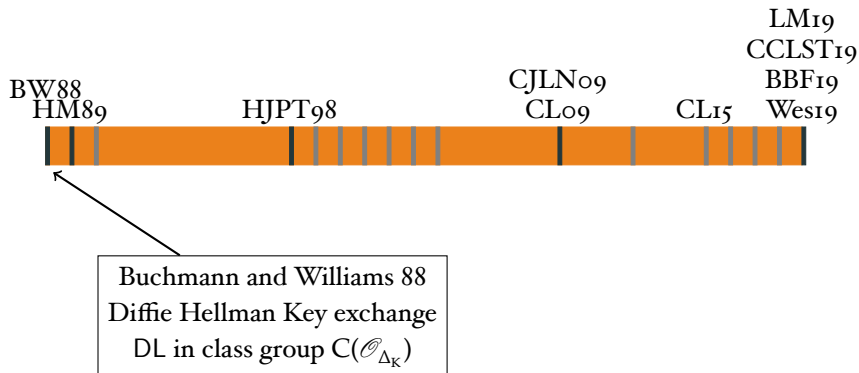 LM19
CCLST19
BW88 CJLN09 BBF19
HM89 HJPT98 CL09 CL15 Wes19
Buchmann and Williams 88
Diffie Hellman Key exchange
DL in class group C(𝒪_{Δ_K})